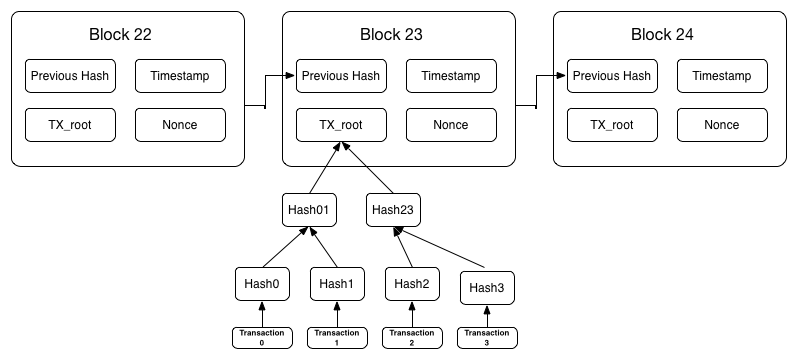 Block 22
Block 23
Block 24
Previous Hash
Timestamp
Previous Hash
Timestamp
Previous Hash
Timestamp
TX_root
Nonce
TX_root
Nonce
TX_root
Nonce
Hash01
Hash23
Hash0
Hash1
Hash2
Hash3
Transaction
0
Transaction
1
Transaction
2
Transaction
3